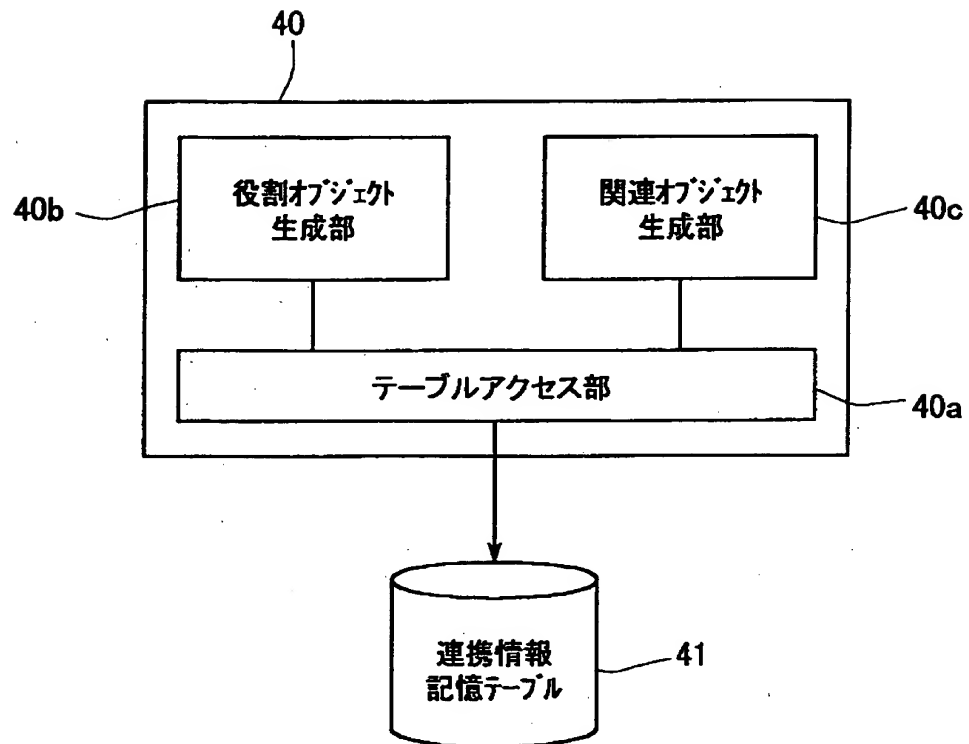 40
役割オブジェクト
生成部
40b
関連オブジェクト
生成部
40c
テーブルアクセス部
40a
連携情報
記憶テーブル
41